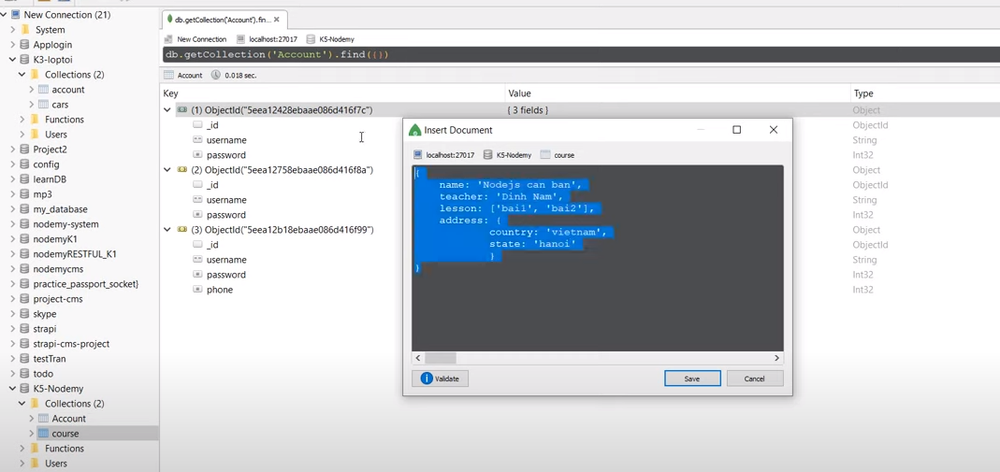 New Connection (21)
System
Applogin
K3-loptoi
Collections (2)
account
cars
Functions
Users
Project2
config
learnDB
mp3
my_database
nodemy-system
nodemyK1
nodemyRESTFUL_K1
nodemycms
practice_passport_socket}
project-cms
skype
strapi
strapi-cms-project
testTran
todo
K5-Nodemy
Collections (2)
Account
course
Functions
Users
db.getCollection('Account').fin...
New Connection localhost:27017 K5-Nodemy
db.getCollection('Account').find({})
Account 0.018 sec.
Key Value Type
(1) ObjectId("5eea12428ebaae086d416f7c") { 3 fields } Object
_id ObjectId
username String
password Int32
(2) ObjectId("5eea12758ebaae086d416f8a") Object
_id ObjectId
username String
password Int32
(3) ObjectId("5eea12b18ebaae086d416f99") Object
_id ObjectId
username String
password Int32
phone Int32
Insert Document
localhost:27017 K5-Nodemy course
{
name: 'Nodejs can ban',
teacher: 'Dinh Nam',
lesson: ['bai1', 'bai2'],
address: {
country: 'vietnam',
state: 'hanoi'
}
}
Validate Save Cancel